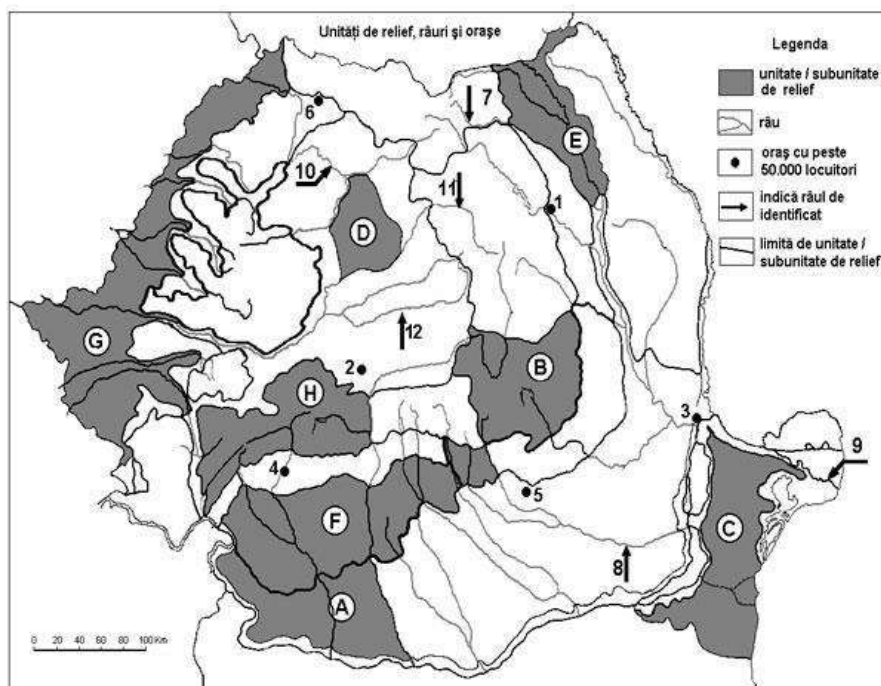 Unități de relief, râuri și orașe
Legenda
unitate / subunitate
de relief
râu
oraș cu peste
50.000 locuitori
indică râul de
identificat
limită de unitate /
subunitate de relief
7
6
E
10
11
1
D
G
12
2
B
H
3
9
4
C
5
F
8
A
0 20 40 60 80 100 Km